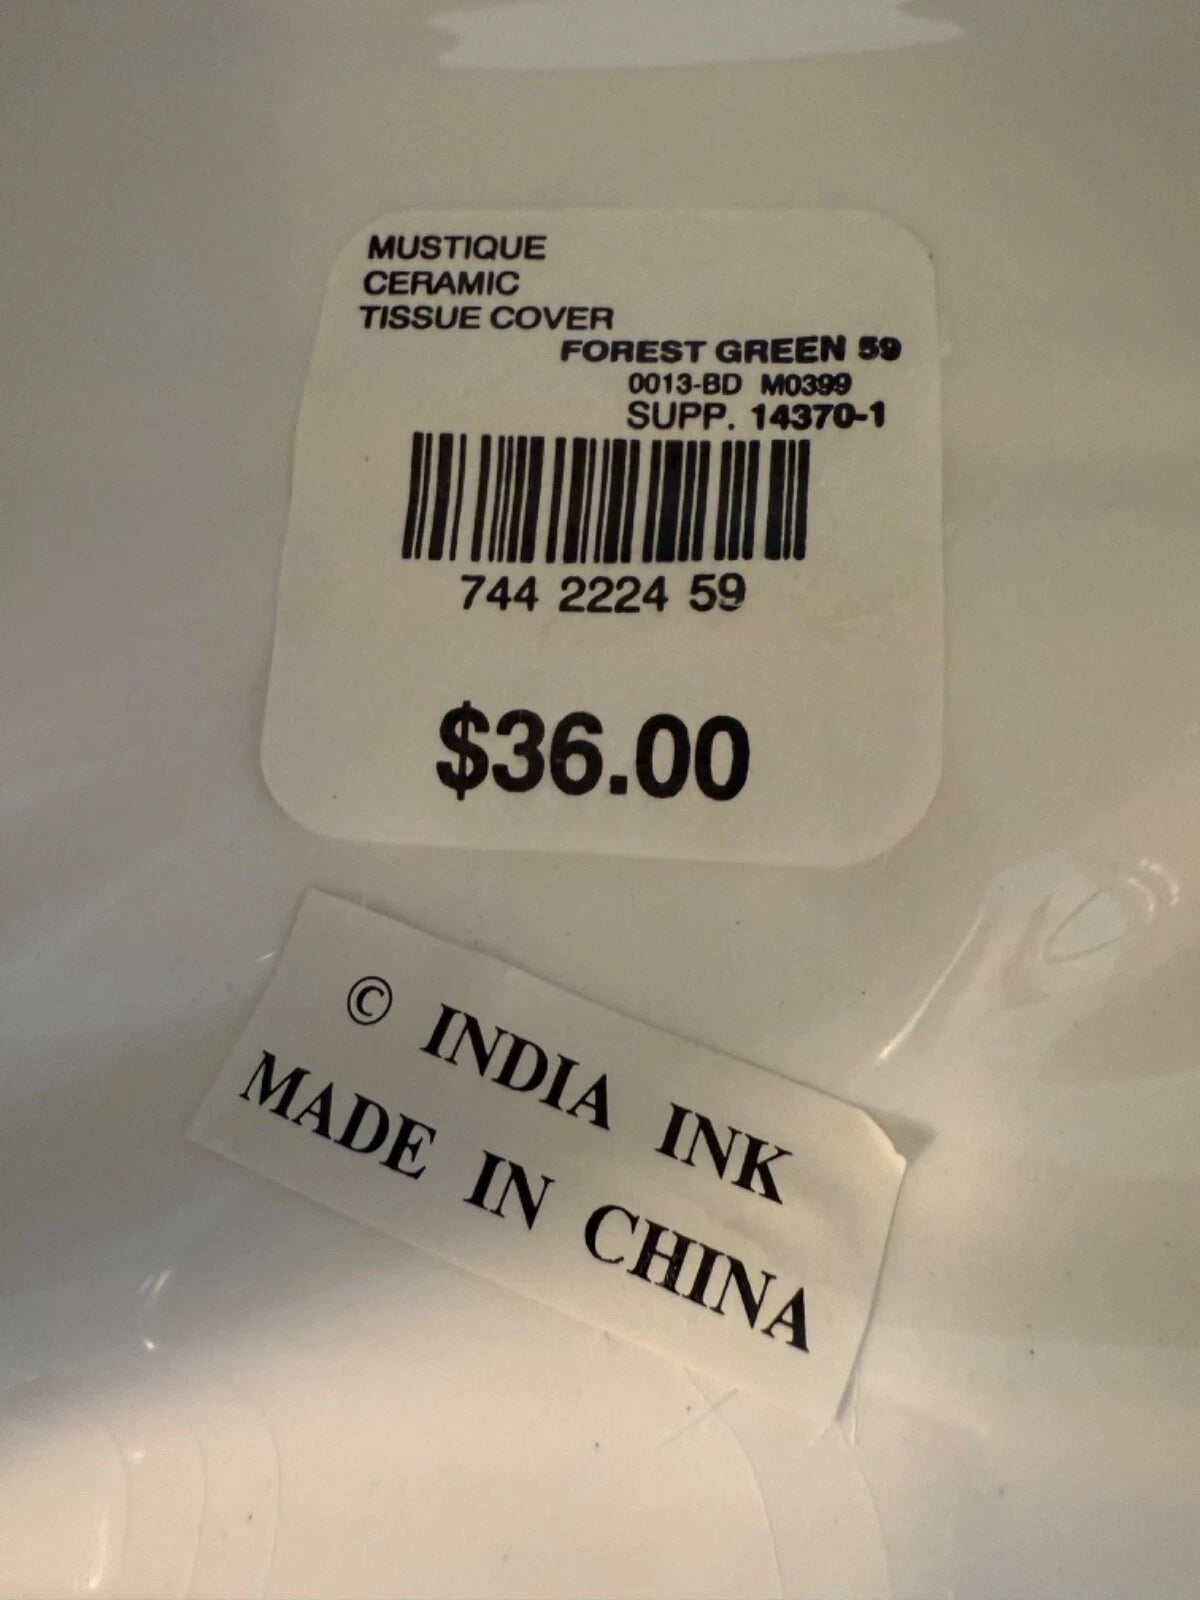 MUSTIQUE
CERAMIC
TISSUE COVER
FOREST GREEN 59
0013-BD M0399
SUPP. 14370-1
744 2224 59
$36.00
© INDIA INK
MADE IN CHINA